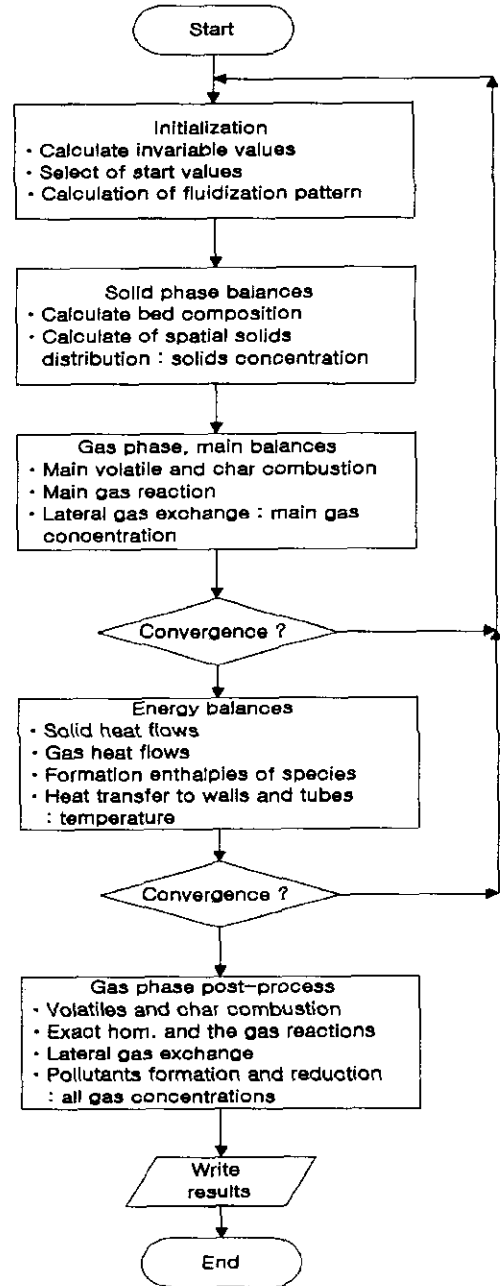 Start
Initialization
· Calculate invariable values
· Select of start values
· Calculation of fluidization pattern
Solid phase balances
· Calculate bed composition
· Calculate of spatial solids
distribution : solids concentration
Gas phase, main balances
· Main volatile and char combustion
· Main gas reaction
· Lateral gas exchange : main gas
concentration
Convergence ?
Energy balances
· Solid heat flows
· Gas heat flows
· Formation enthalpies of species
· Heat transfer to walls and tubes
: temperature
Convergence ?
Gas phase post-process
· Volatiles and char combustion
· Exact hom. and the gas reactions
· Lateral gas exchange
· Pollutants formation and reduction
: all gas concentrations
Write
results
End